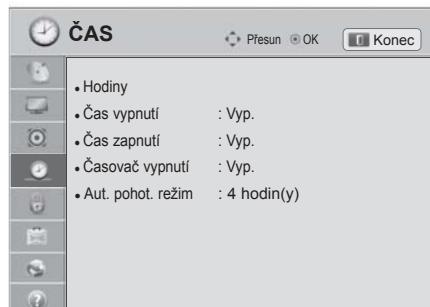 ČAS
Přesun OK Konec
• Hodiny
• Čas vypnutí : Vyp.
• Čas zapnutí : Vyp.
• Časovač vypnutí : Vyp.
• Aut. pohot. režim : 4 hodin(y)